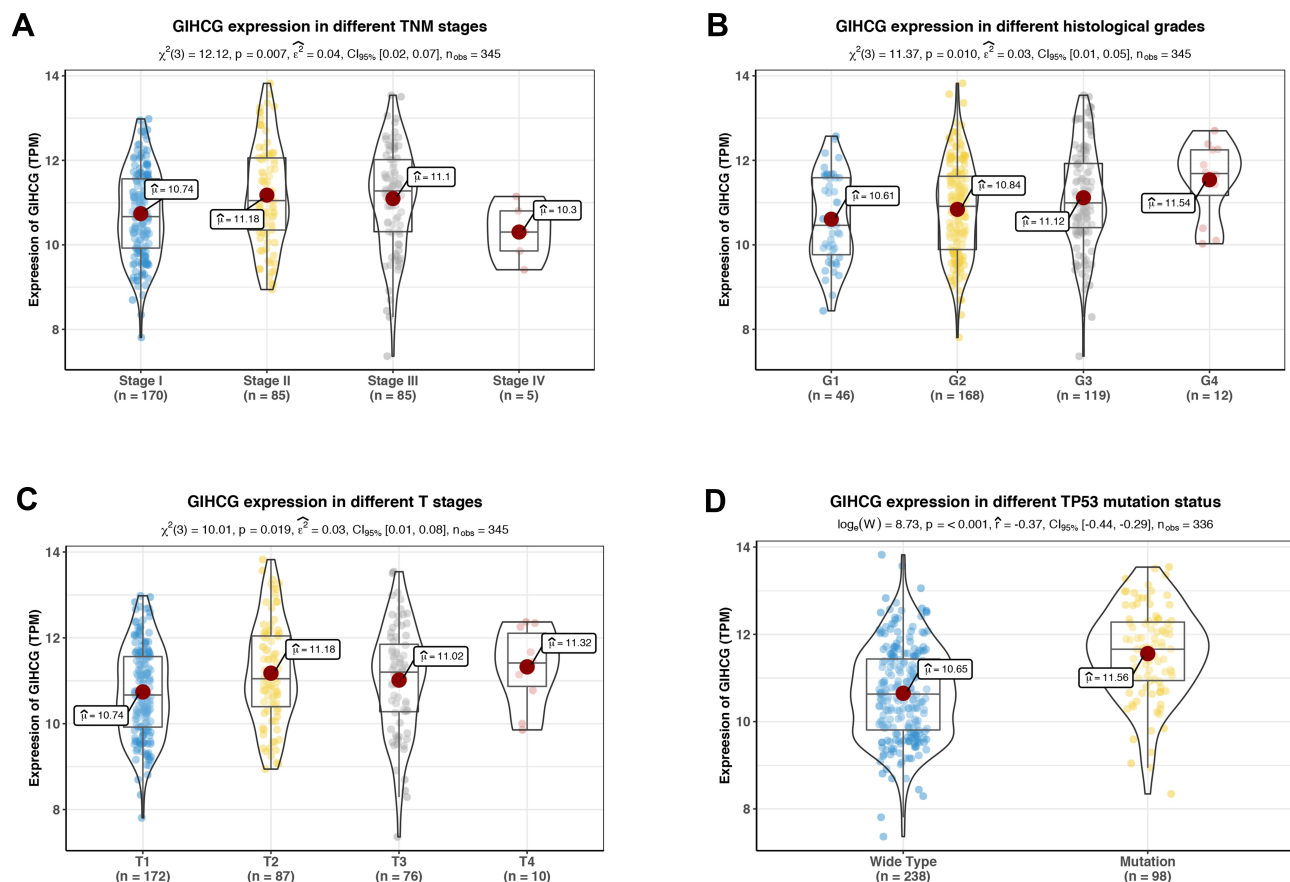 A
GIHCG expression in different TNM stages
χ²(3) = 12.12, p = 0.007, ε̂² = 0.04, CI95% [0.02, 0.07], nobs = 345
Expreesion of GIHCG (TPM)
14
12
10
8
μ̂ = 10.74
μ̂ = 11.18
μ̂ = 11.1
μ̂ = 10.3
Stage I Stage II Stage III Stage IV
(n = 170) (n = 85) (n = 85) (n = 5)
B
GIHCG expression in different histological grades
χ²(3) = 11.37, p = 0.010, ε̂² = 0.03, CI95% [0.01, 0.05], nobs = 345
Expreesion of GIHCG (TPM)
14
12
10
8
μ̂ = 10.61
μ̂ = 10.84
μ̂ = 11.12
μ̂ = 11.54
G1 G2 G3 G4
(n = 46) (n = 168) (n = 119) (n = 12)
C
GIHCG expression in different T stages
χ²(3) = 10.01, p = 0.019, ε̂² = 0.03, CI95% [0.01, 0.08], nobs = 345
Expreesion of GIHCG (TPM)
14
12
10
8
μ̂ = 10.74
μ̂ = 11.18
μ̂ = 11.02
μ̂ = 11.32
T1 T2 T3 T4
(n = 172) (n = 87) (n = 76) (n = 10)
D
GIHCG expression in different TP53 mutation status
loge(W) = 8.73, p = < 0.001, r̂ = -0.37, CI95% [-0.44, -0.29], nobs = 336
Expreesion of GIHCG (TPM)
14
12
10
8
μ̂ = 10.65
μ̂ = 11.56
Wide Type Mutation
(n = 238) (n = 98)